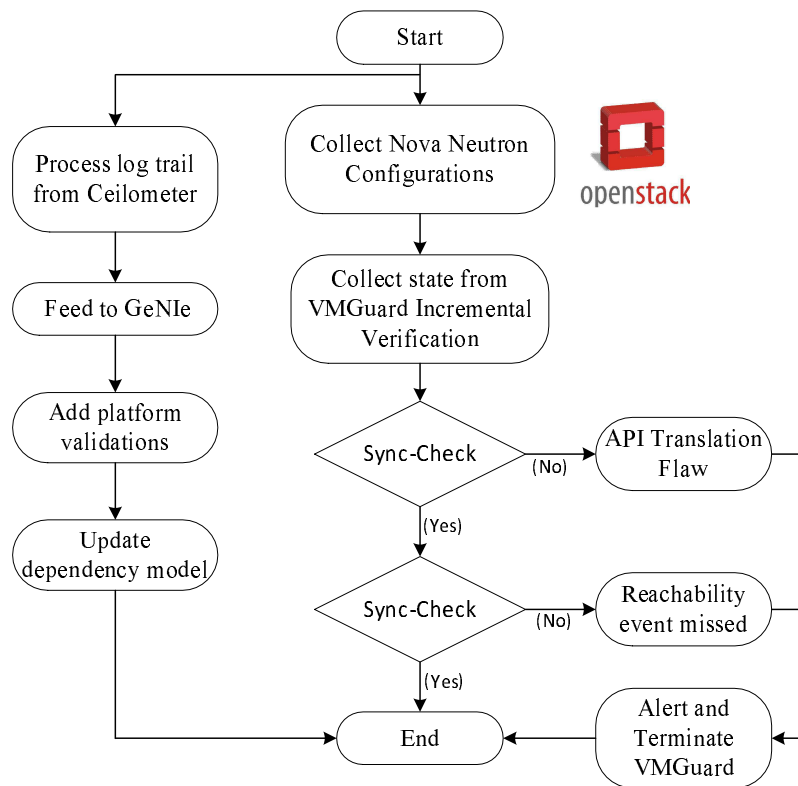 Start
Process log trail
from Ceilometer
Feed to GeNIe
Add platform
validations
Update
dependency model
Collect Nova Neutron
Configurations
openstack
Collect state from
VMGuard Incremental
Verification
Sync-Check
(No)
API Translation
Flaw
(Yes)
Sync-Check
(No)
Reachability
event missed
(Yes)
End
Alert and
Terminate
VMGuard